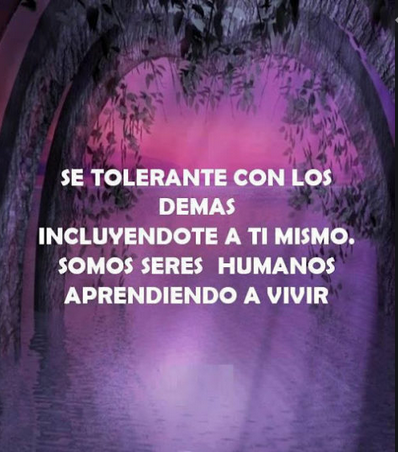 SE TOLERANTE CON LOS
DEMAS
INCLUYENDOTE A TI MISMO.
SOMOS SERES HUMANOS
APRENDIENDO A VIVIR